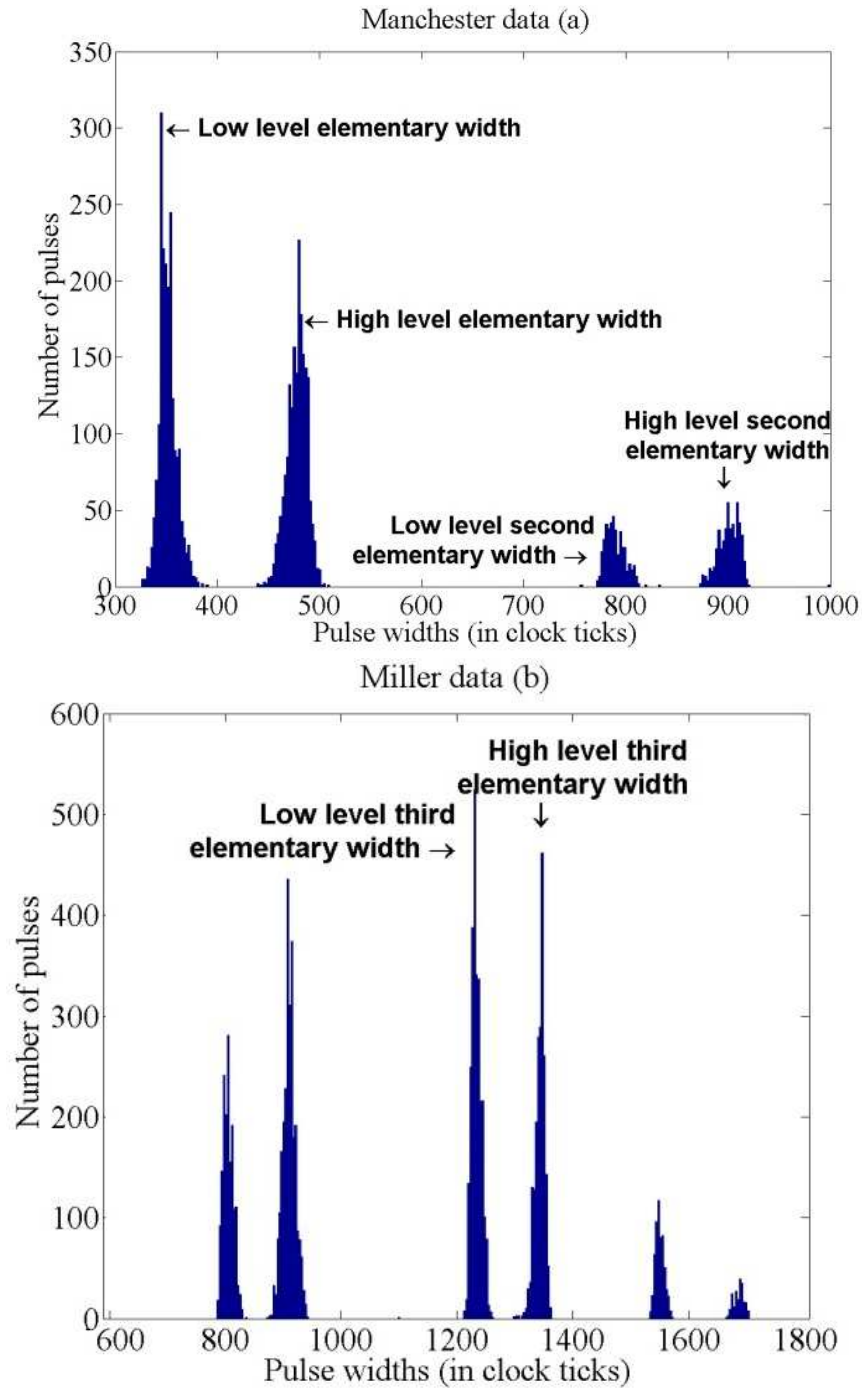 Manchester data (a)
350
300
250
200
150
100
50
0
Number of pulses
← Low level elementary width
← High level elementary width
High level second
elementary width
↓
Low level second
elementary width →
300 400 500 600 700 800 900 1000
Pulse widths (in clock ticks)
Miller data (b)
600
500
400
300
200
100
0
Number of pulses
High level third
elementary width
↓
Low level third
elementary width →
600 800 1000 1200 1400 1600 1800
Pulse widths (in clock ticks)